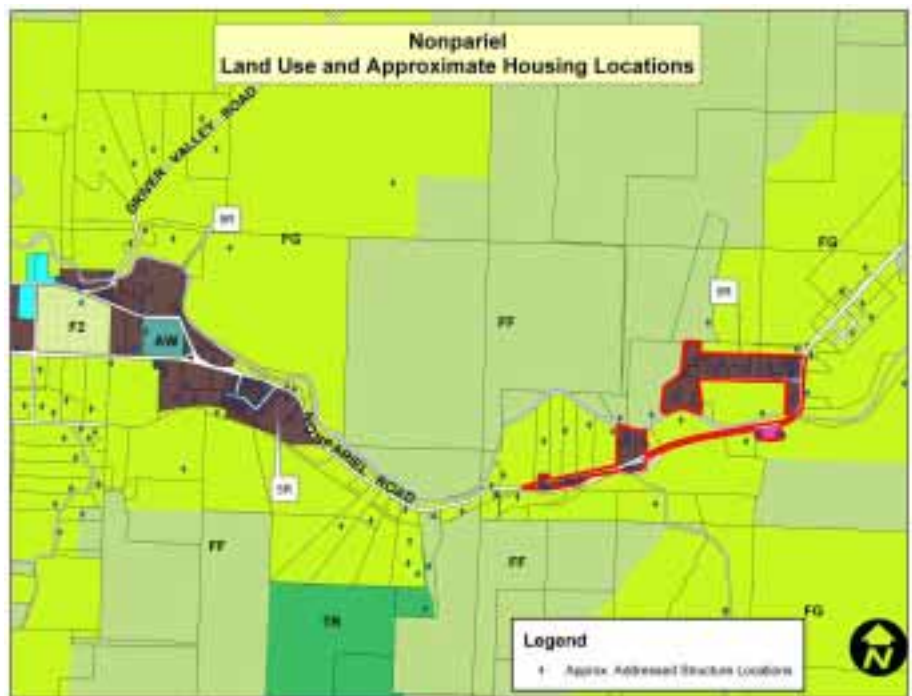 Nonpariel
Land Use and Approximate Housing Locations
DRIVER VALLEY ROAD
5R
FG
FG
5R
F2
AW
FF
NONPARIEL ROAD
5R
FF
FF
TR
FG
Legend
+ Approx. Addressed Structure Locations
N